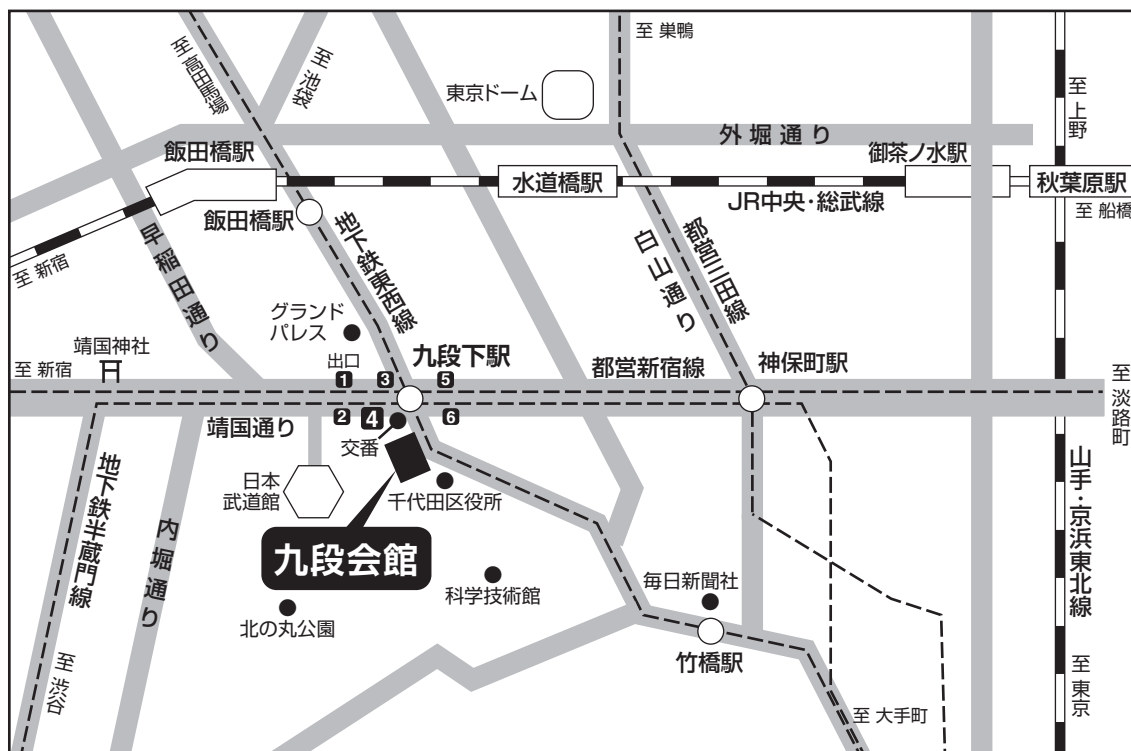 至 高田馬場
至 池袋
至 巣鴨
東京ドーム
外堀通り
至 上野
飯田橋駅
水道橋駅
御茶ノ水駅
秋葉原駅
JR中央・総武線
至 船橋
飯田橋駅
至 新宿
早稲田通り
地下鉄東西線
白山通り
都営三田線
グランド
パレス
靖国神社
至 新宿
出口
1
3
九段下駅
5
都営新宿線
神保町駅
至 淡路町
靖国通り
2
4
6
交番
日本
武道館
千代田区役所
地下鉄半蔵門線
内堀通り
九段会館
科学技術館
北の丸公園
毎日新聞社
竹橋駅
山手・京浜東北線
至 渋谷
至 大手町
至 東京